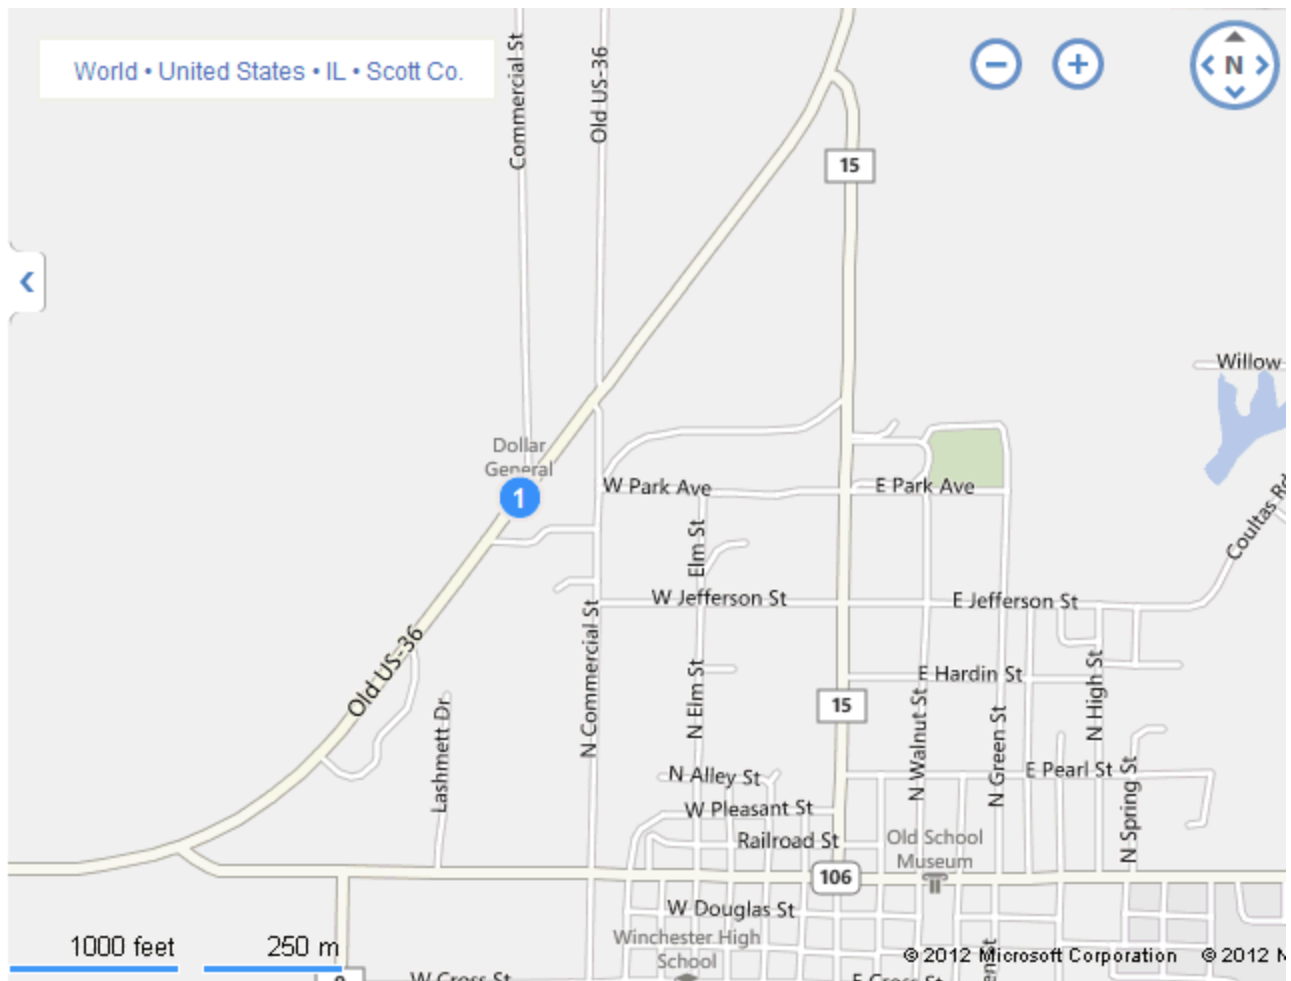 World • United States • IL • Scott Co.
Commercial St
Old US-36
N
15
Willow
Dollar
General
1
W Park Ave
E Park Ave
Coultas Rd
Elm St
W Jefferson St
E Jefferson St
Old US-36
N Commercial St
N Elm St
E Hardin St
N High St
15
Lashmett Dr
N Walnut St
N Green St
N Alley St
E Pearl St
N Spring St
W Pleasant St
Railroad St
Old School
Museum
106
W Douglas St
Winchester High
School
1000 feet
250 m
© 2012 Microsoft Corporation
© 2012 N
W Cross St
E Cross St